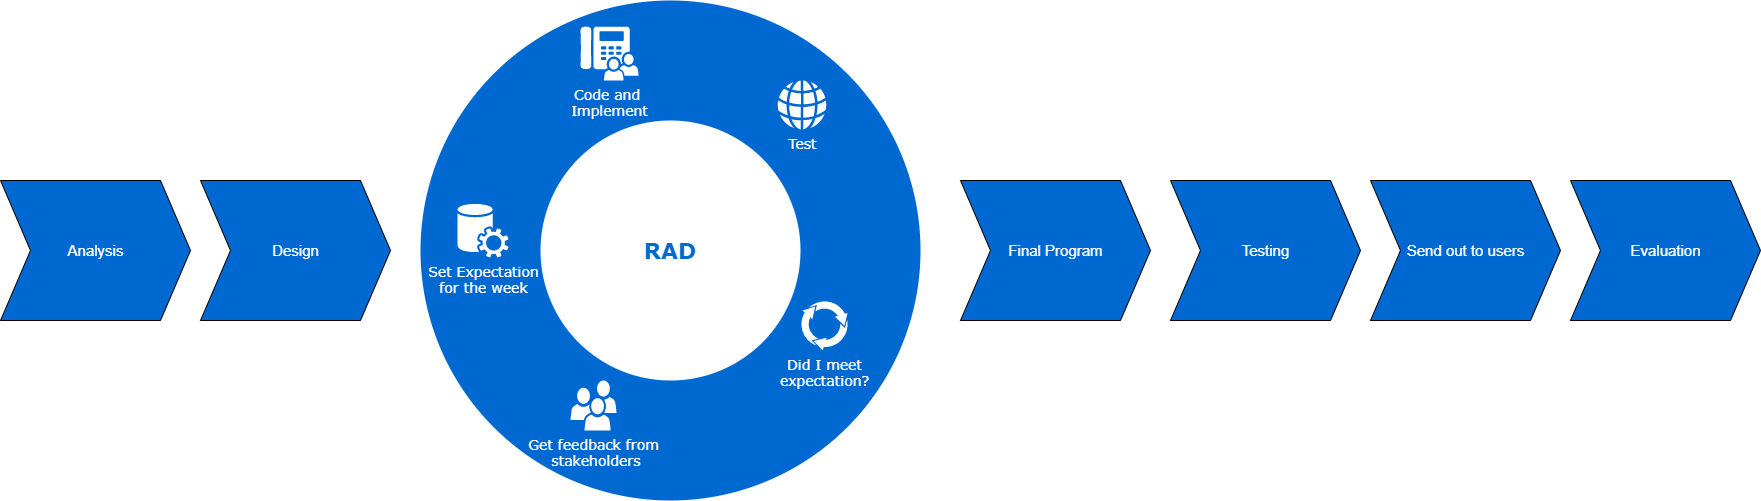 Analysis
Design
Code and
Implement
Test
Set Expectation
for the week
RAD
Did I meet
expectation?
Get feedback from
stakeholders
Final Program
Testing
Send out to users
Evaluation